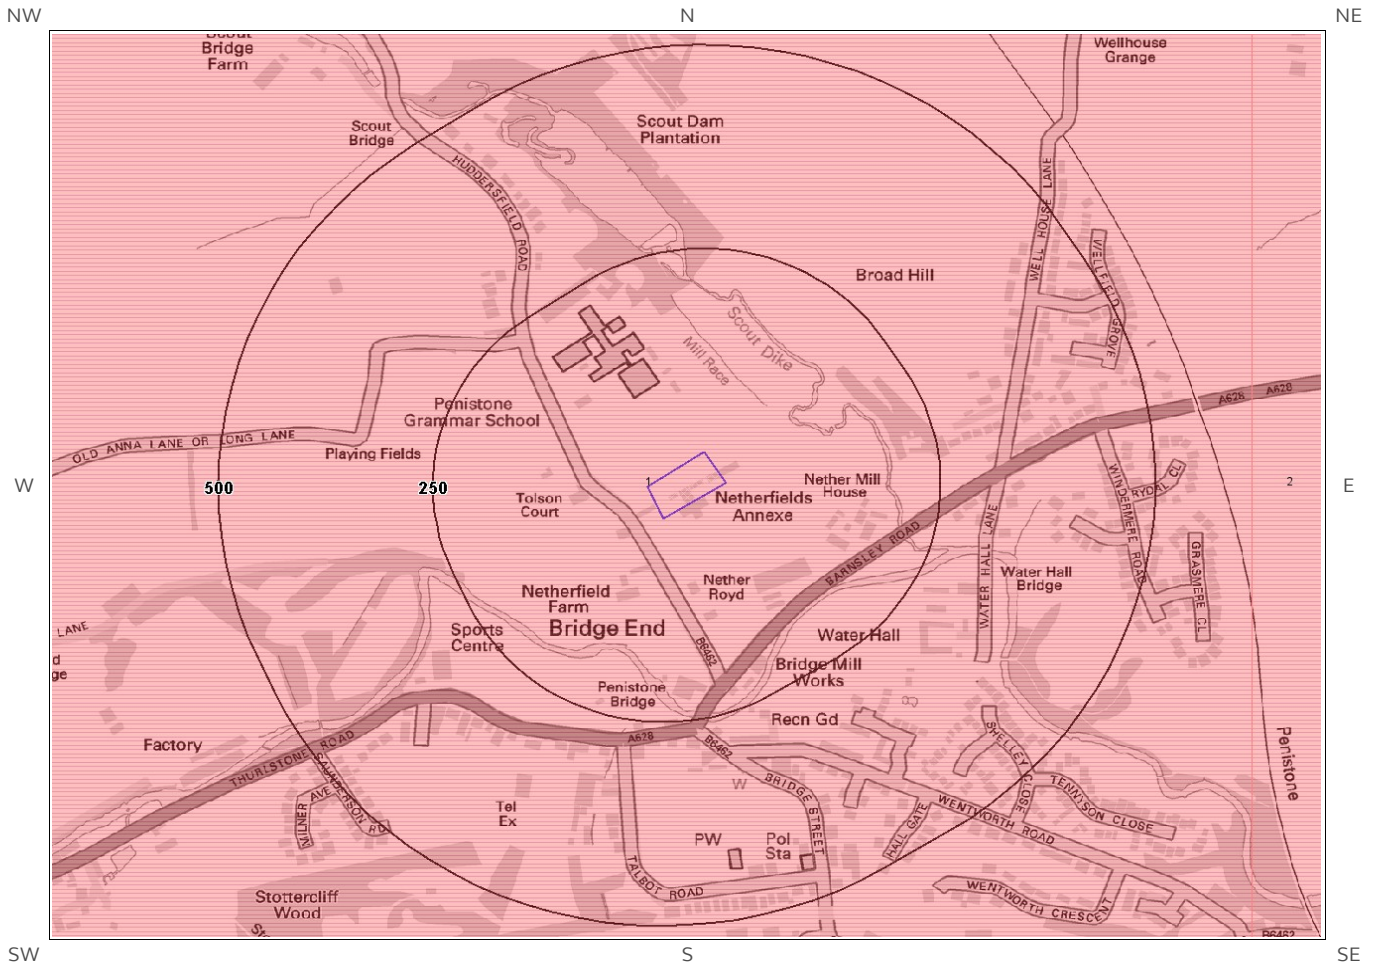 NW
N
NE
Scout
Bridge
Farm
Wellhouse
Grange
Scout
Bridge
Scout Dam
Plantation
HUDDERSFIELD ROAD
WELL HOUSE LANE
WELLFIELD GROVE
Broad Hill
Scout Dike
Mill Race
A628
A628
Penistone
Grammar School
OLD ANNA LANE OR LONG LANE
Playing Fields
W
500
250
1
Nether Mill
House
2
E
Tolson
Court
Netherfields
Annexe
WINDERMERE ROAD
RYDAL CL
GRASMERE CL
BARNSLEY ROAD
WATER HALL LANE
Water Hall
Bridge
Nether
Royd
Netherfield
Farm
Bridge End
LANE
Sports
Centre
B6462
Water Hall
d
ge
Bridge Mill
Works
Penistone
Bridge
Recn Gd
Factory
THURLSTONE ROAD
A628
B6462
SHELLEY CLOSE
Penistone
SAUNDERSON RD
MILNER AVE
W
BRIDGE STREET
TENNYSON CLOSE
WENTWORTH ROAD
HALL GATE
Tel
Ex
PW
Pol
Sta
TALBOT ROAD
WENTWORTH CRESCENT
Stottercliff
Wood
B6462
SW
S
SE